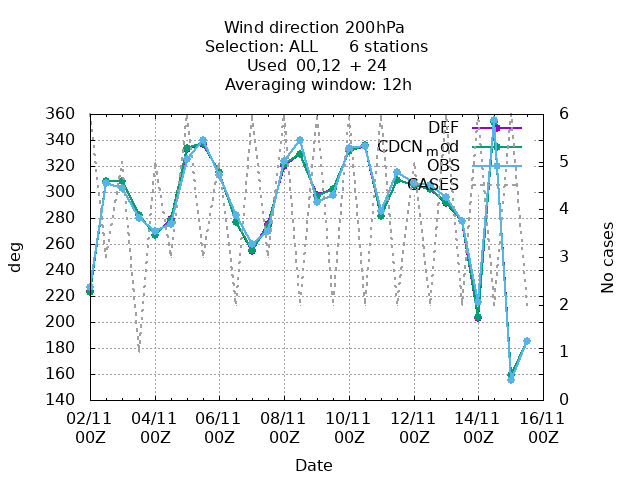 Wind direction 200hPa
Selection: ALL 6 stations
Used 00,12 + 24
Averaging window: 12h
360
340
320
300
280
260
240
220
200
180
160
140
deg
6
5
4
3
2
1
0
No cases
DEF
CDCN mod
OBS
CASES
02/11 04/11 06/11 08/11 10/11 12/11 14/11 16/11
00Z 00Z 00Z 00Z 00Z 00Z 00Z 00Z
Date